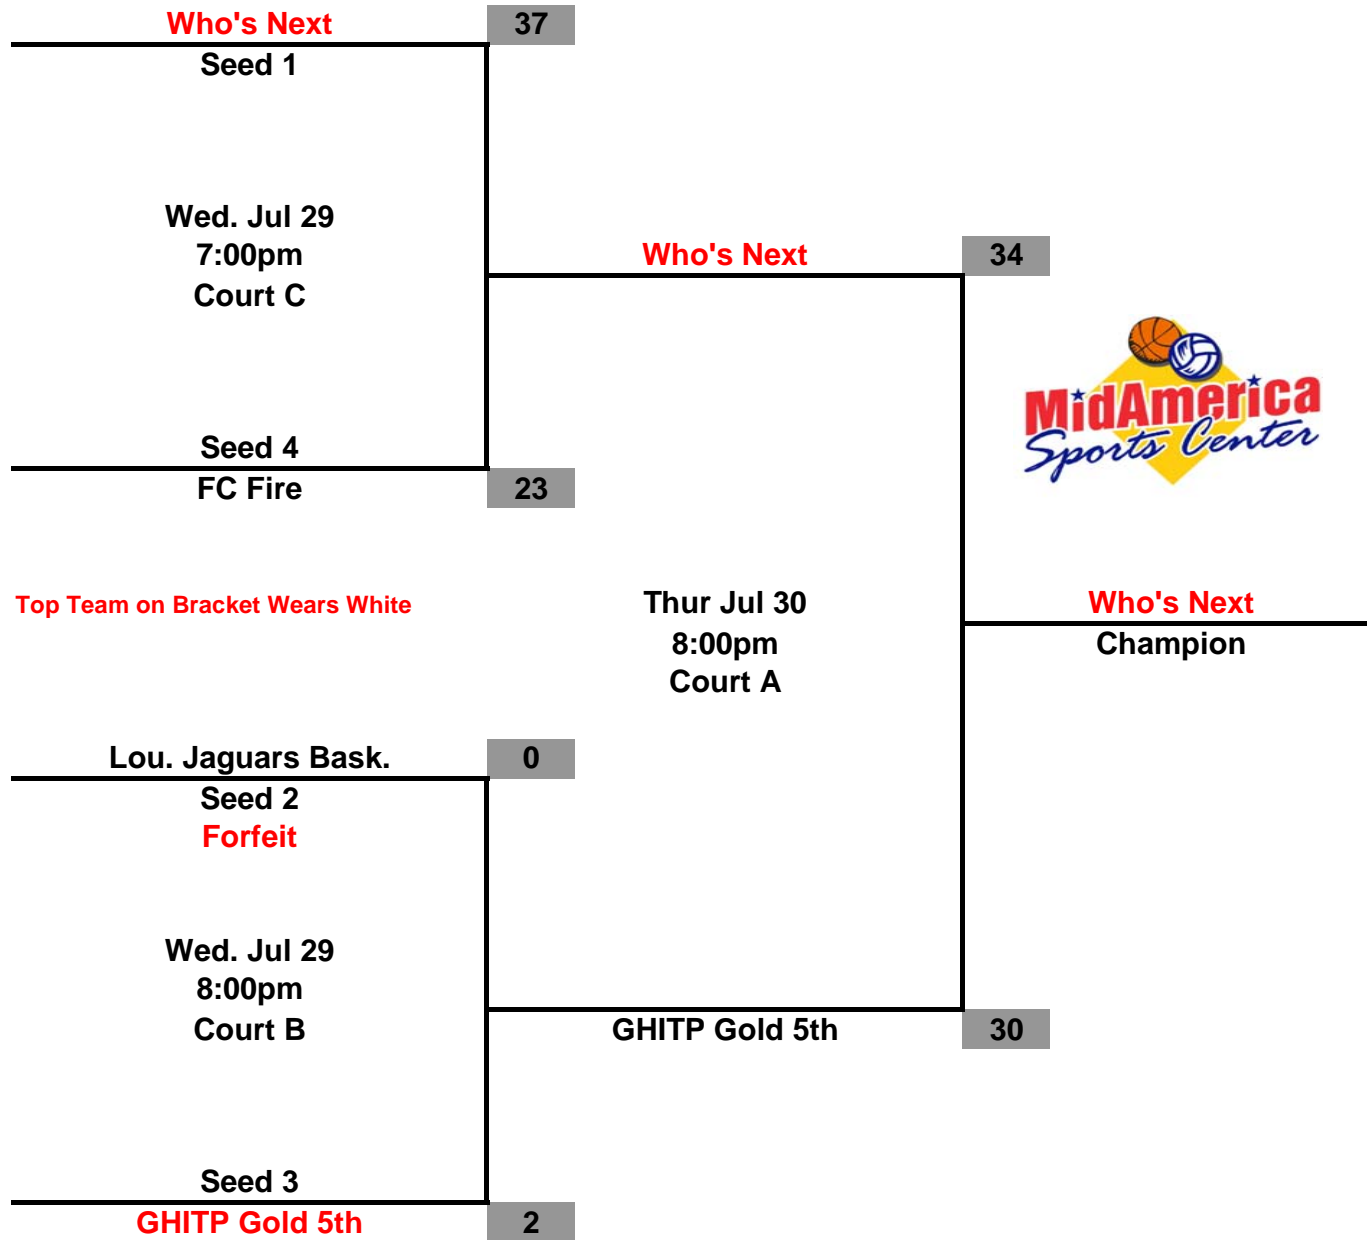 Who's Next 37
Seed 1
Wed. Jul 29
7:00pm
Court C
Who's Next 34
MidAmerica
Sports Center
Seed 4
FC Fire 23
Top Team on Bracket Wears White
Thur Jul 30
8:00pm
Court A
Who's Next
Champion
Lou. Jaguars Bask. 0
Seed 2
Forfeit
Wed. Jul 29
8:00pm
Court B
GHITP Gold 5th 30
Seed 3
GHITP Gold 5th 2